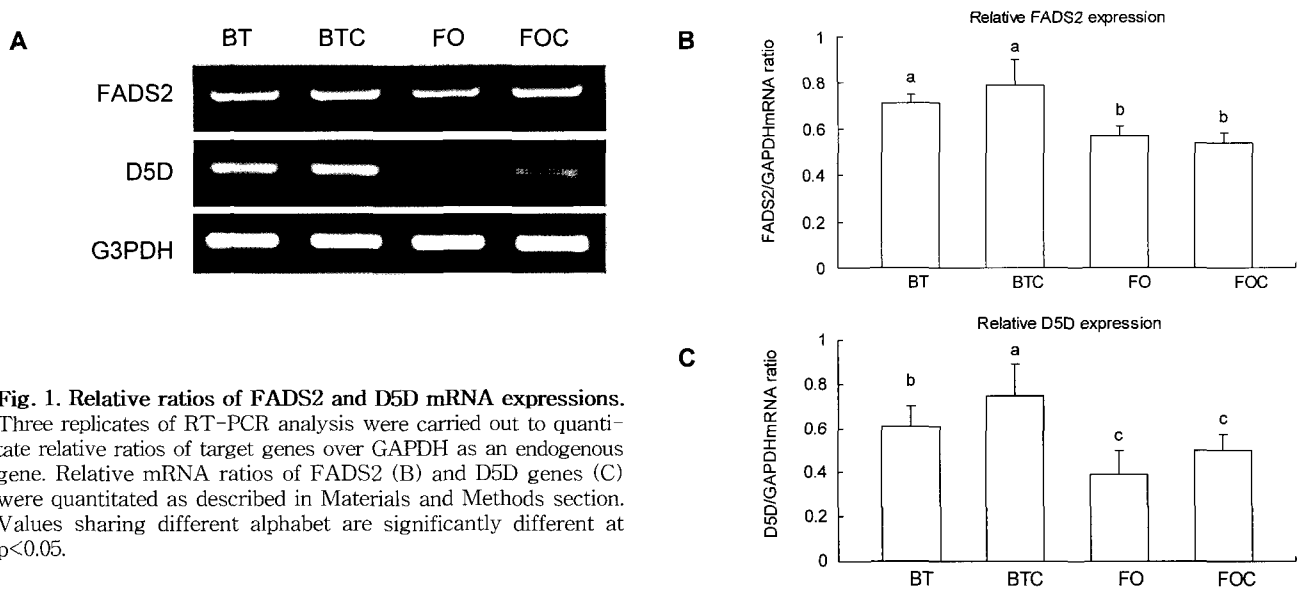 A
BT BTC FO FOC
FADS2
D5D
G3PDH
Fig. 1. Relative ratios of FADS2 and D5D mRNA expressions.
Three replicates of RT-PCR analysis were carried out to quanti-
tate relative ratios of target genes over GAPDH as an endogenous
gene. Relative mRNA ratios of FADS2 (B) and D5D genes (C)
were quantitated as described in Materials and Methods section.
Values sharing different alphabet are significantly different at
p<0.05.
B
Relative FADS2 expression
FADS2/GAPDHmRNA ratio
1
0.8
0.6
0.4
0.2
0
a
a
b
b
BT BTC FO FOC
C
Relative D5D expression
D5D/GAPDHmRNA ratio
1
0.8
0.6
0.4
0.2
0
b
a
c
c
BT BTC FO FOC